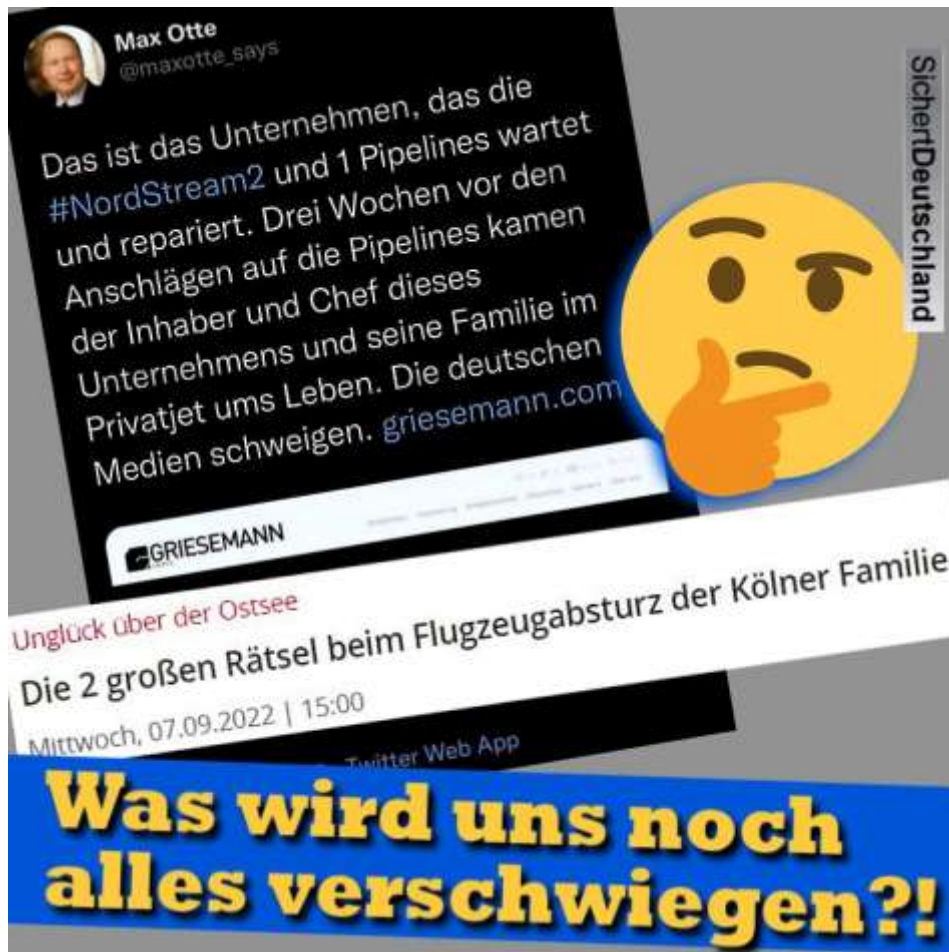 Max Otte
@maxotte_says
Das ist das Unternehmen, das die
#NordStream2 und 1 Pipelines wartet
und repariert. Drei Wochen vor den
Anschlägen auf die Pipelines kamen
der Inhaber und Chef dieses
Unternehmens und seine Familie im
Privatjet ums Leben. Die deutschen
Medien schweigen. griesemann.com
SichertDeutschland
GRIESEMANN
Unglück über der Ostsee
Die 2 großen Rätsel beim Flugzeugabsturz der Kölner Familie
Mittwoch, 07.09.2022 | 15:00
Twitter Web App
Was wird uns noch
alles verschwiegen?!